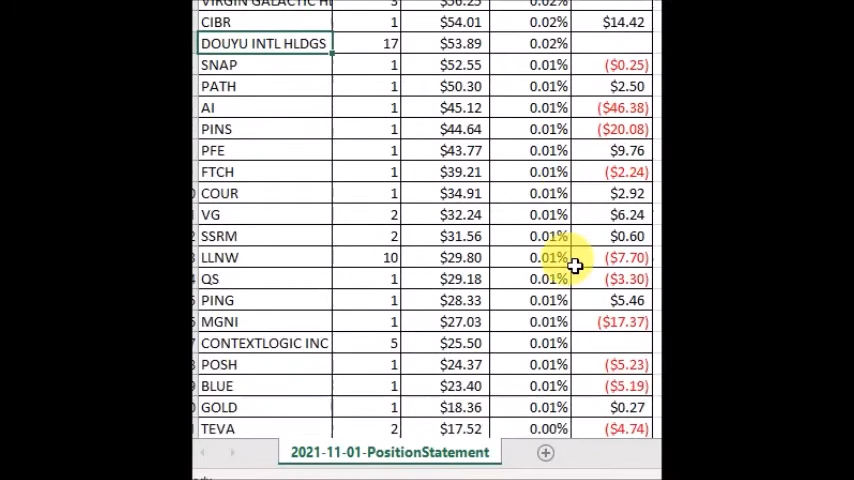 VIRGIN GALACTIC H 3 $56.25 0.02%
CIBR 1 $54.01 0.02% $14.42
DOUYU INTL HLDGS 17 $53.89 0.02%
SNAP 1 $52.55 0.01% ($0.25)
PATH 1 $50.30 0.01% $2.50
AI 1 $45.12 0.01% ($46.38)
PINS 1 $44.64 0.01% ($20.08)
PFE 1 $43.77 0.01% $9.76
FTCH 1 $39.21 0.01% ($2.24)
COUR 1 $34.91 0.01% $2.92
VG 2 $32.24 0.01% $6.24
SSRM 2 $31.56 0.01% $0.60
LLNW 10 $29.80 0.01% ($7.70)
QS 1 $29.18 0.01% ($3.30)
PING 1 $28.33 0.01% $5.46
MGNI 1 $27.03 0.01% ($17.37)
CONTEXTLOGIC INC 5 $25.50 0.01%
POSH 1 $24.37 0.01% ($5.23)
BLUE 1 $23.40 0.01% ($5.19)
GOLD 1 $18.36 0.01% $0.27
TEVA 2 $17.52 0.00% ($4.74)
2021-11-01-PositionStatement